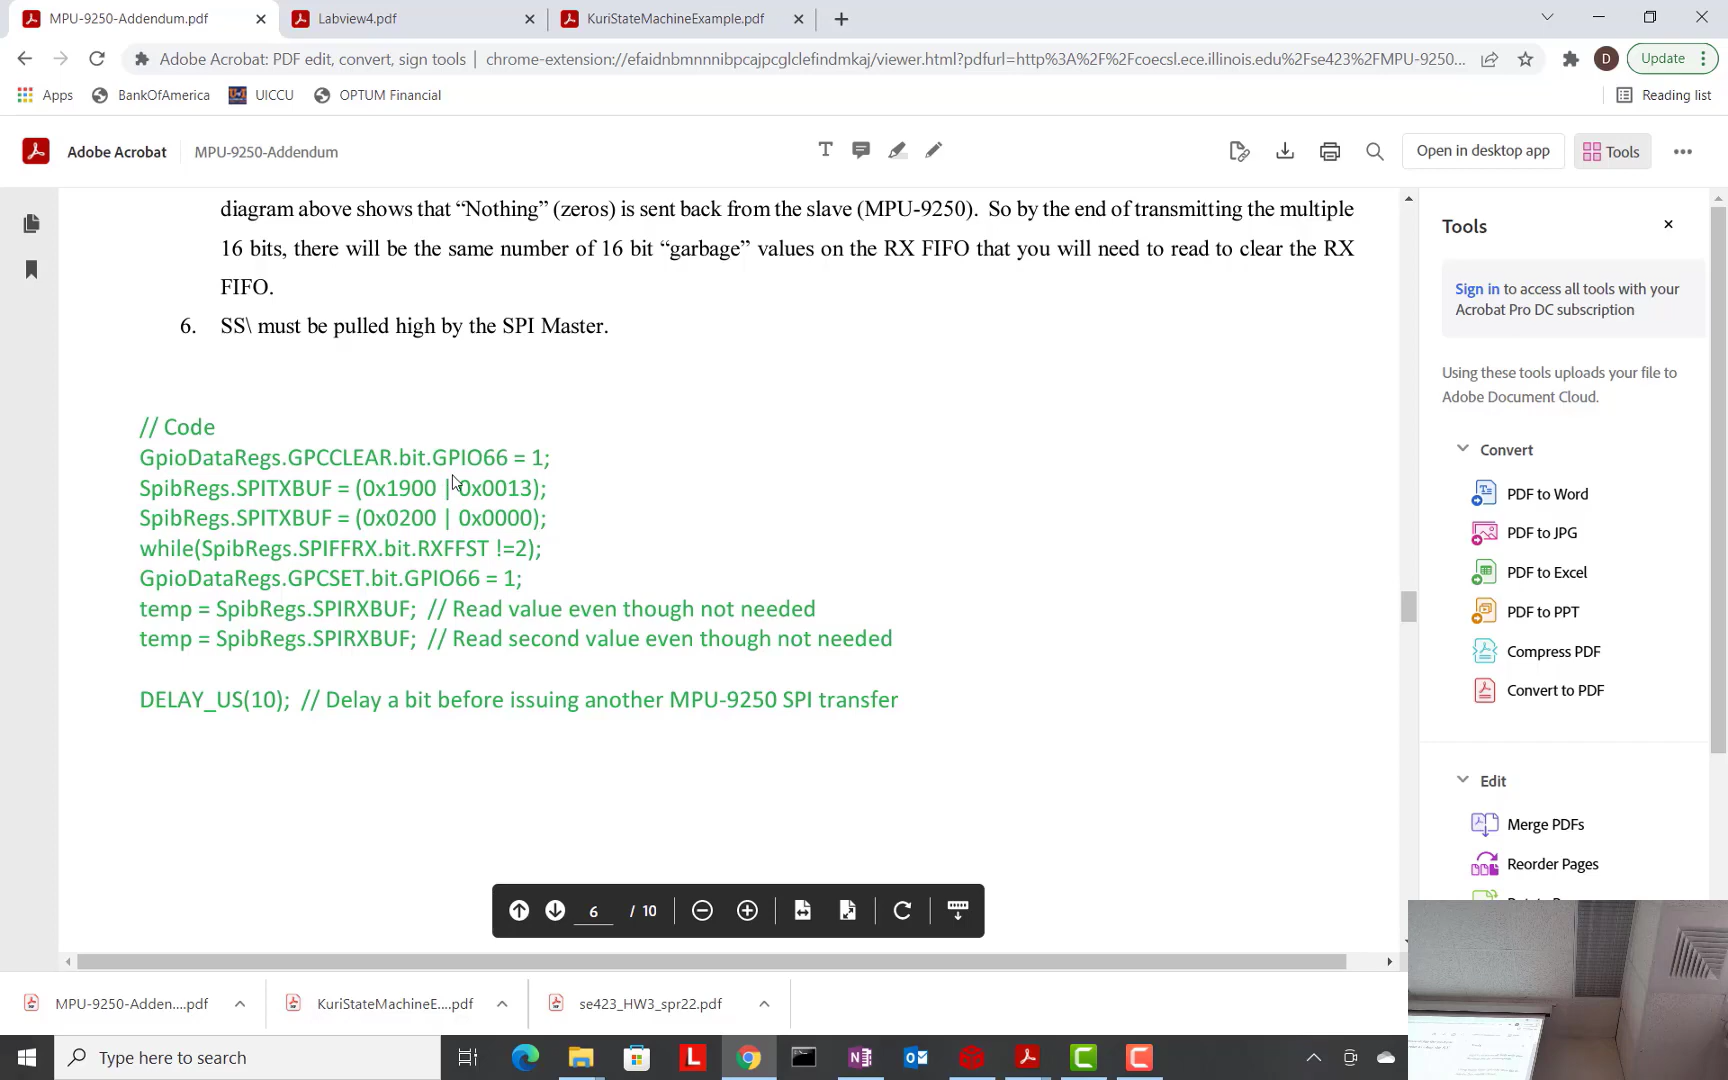 MPU-9250-Addendum.pdf
Labview4.pdf
KuriStateMachineExample.pdf
Adobe Acrobat: PDF edit, convert, sign tools
chrome-extension://efaidnbmnnnibpcajpcglclefindmkaj/viewer.html?pdfurl=http%3A%2F%2Fcoecsl.ece.illinois.edu%2Fse423%2FMPU-9250...
D
Update
Apps
BankOfAmerica
UICCU
OPTUM Financial
Reading list
Adobe Acrobat
MPU-9250-Addendum
Open in desktop app
Tools
diagram above shows that “Nothing” (zeros) is sent back from the slave (MPU-9250).  So by the end of transmitting the multiple
16 bits, there will be the same number of 16 bit “garbage” values on the RX FIFO that you will need to read to clear the RX
FIFO.
6. SS\ must be pulled high by the SPI Master.
// Code
GpioDataRegs.GPCCLEAR.bit.GPIO66 = 1;
SpibRegs.SPITXBUF = (0x1900 | 0x0013);
SpibRegs.SPITXBUF = (0x0200 | 0x0000);
while(SpibRegs.SPIFFRX.bit.RXFFST !=2);
GpioDataRegs.GPCSET.bit.GPIO66 = 1;
temp = SpibRegs.SPIRXBUF;  // Read value even though not needed
temp = SpibRegs.SPIRXBUF;  // Read second value even though not needed
DELAY_US(10);  // Delay a bit before issuing another MPU-9250 SPI transfer
6 / 10
Tools
Sign in to access all tools with your
Acrobat Pro DC subscription
Using these tools uploads your file to
Adobe Document Cloud.
Convert
PDF to Word
PDF to JPG
PDF to Excel
PDF to PPT
Compress PDF
Convert to PDF
Edit
Merge PDFs
Reorder Pages
MPU-9250-Adden....pdf
KuriStateMachineE....pdf
se423_HW3_spr22.pdf
Type here to search